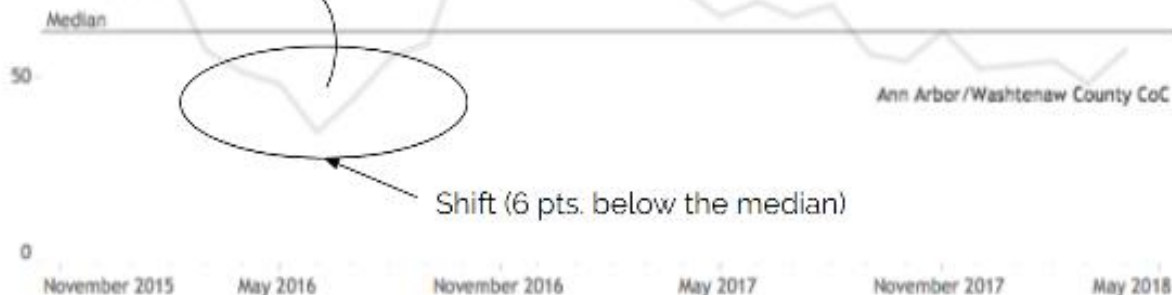 Median
50
Ann Arbor/Washtenaw County CoC
Shift (6 pts. below the median)
0
November 2015 May 2016 November 2016 May 2017 November 2017 May 2018